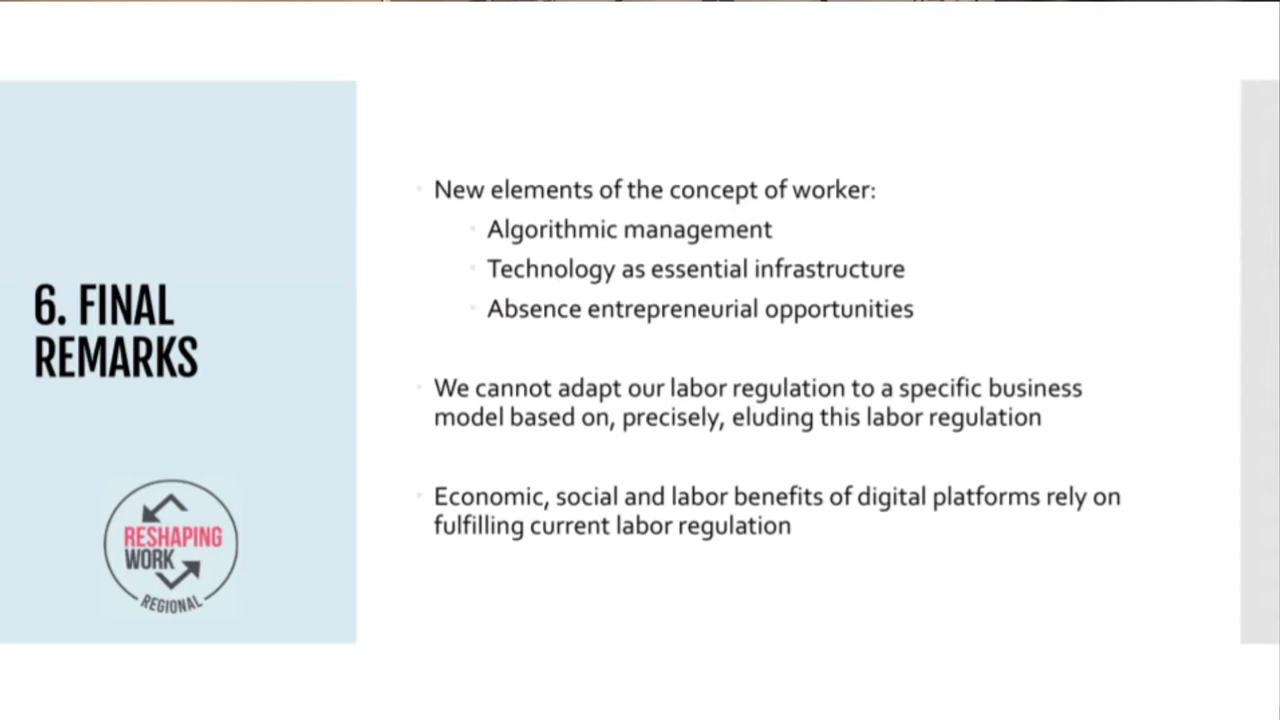 6. FINAL
REMARKS
New elements of the concept of worker:
Algorithmic management
Technology as essential infrastructure
Absence entrepreneurial opportunities
We cannot adapt our labor regulation to a specific business
model based on, precisely, eluding this labor regulation
Economic, social and labor benefits of digital platforms rely on
fulfilling current labor regulation
RESHAPING
WORK
REGIONAL